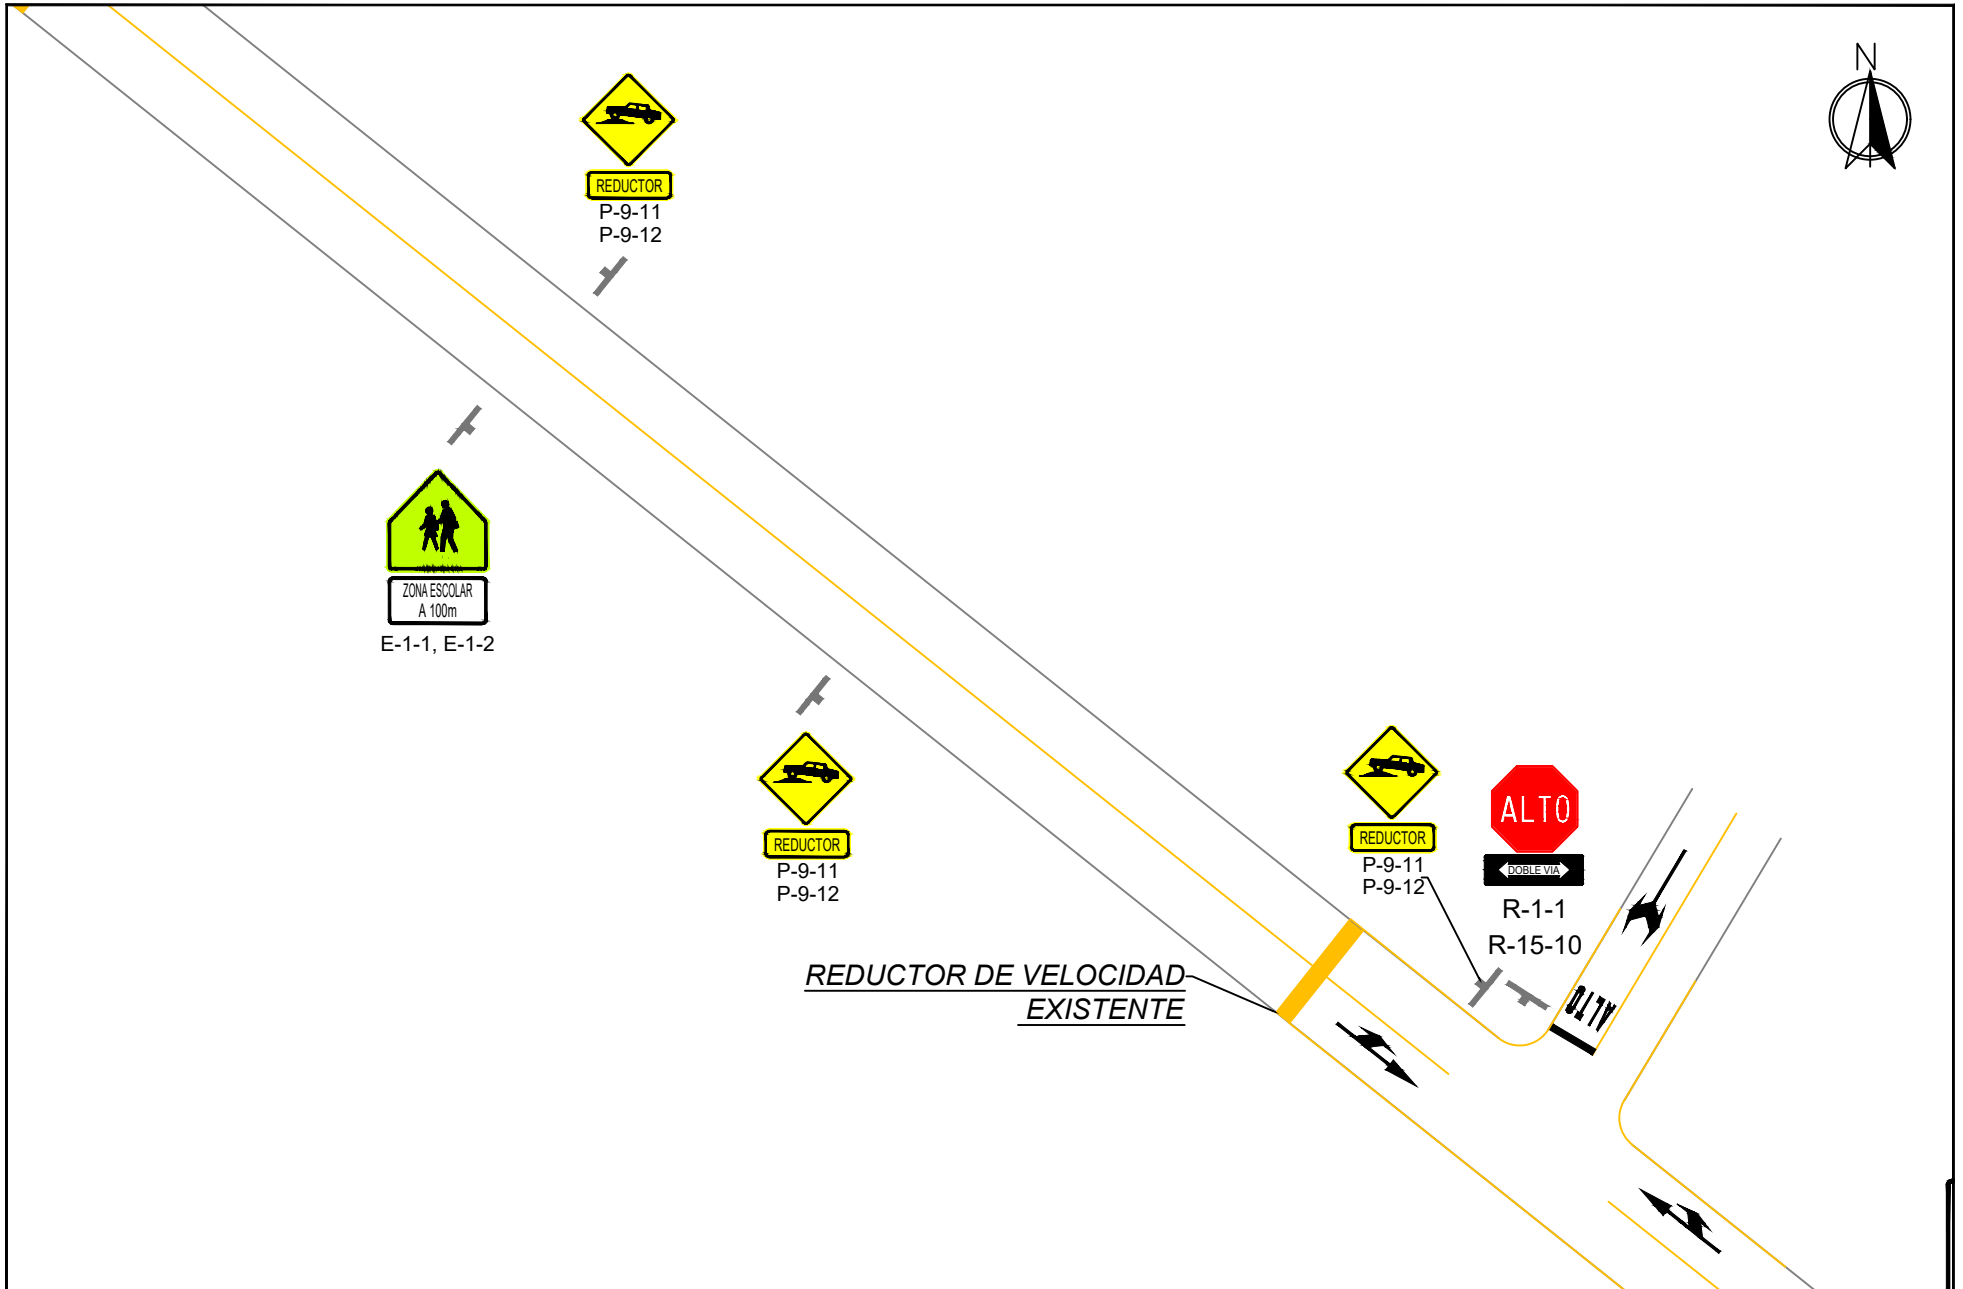 N
REDUCTOR
P-9-11
P-9-12
ZONA ESCOLAR
A 100m
E-1-1, E-1-2
REDUCTOR
P-9-11
P-9-12
REDUCTOR
P-9-11
P-9-12
ALTO
DOBLE VIA
R-1-1
R-15-10
ALTO
REDUCTOR DE VELOCIDAD
EXISTENTE